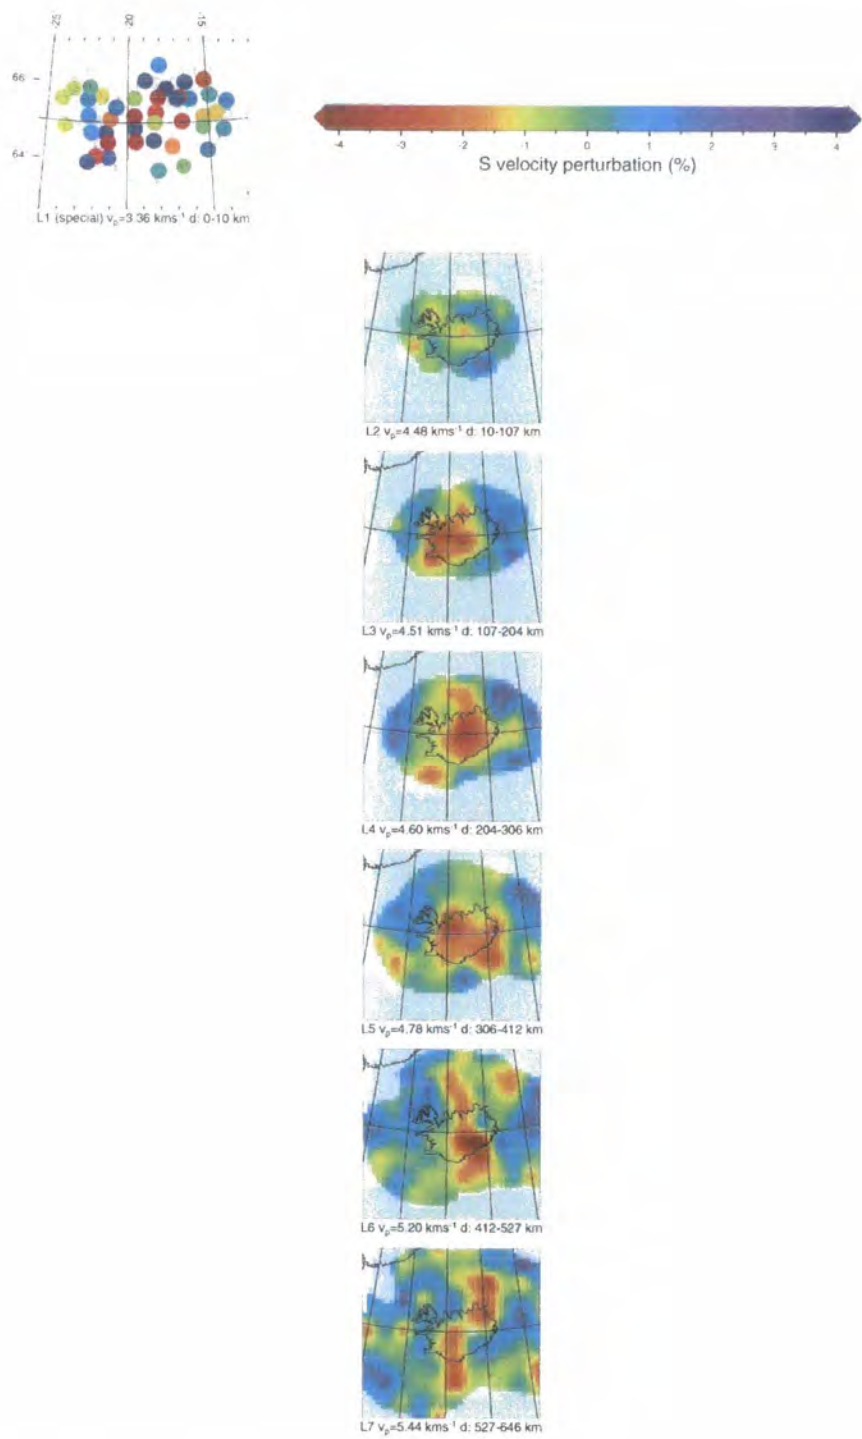 -25 -20 -15
66
64
L1 (special) vp=3.36 kms⁻¹ d: 0-10 km
-4 -3 -2 -1 0 1 2 3 4
S velocity perturbation (%)
L2 vp=4.48 kms⁻¹ d: 10-107 km
L3 vp=4.51 kms⁻¹ d: 107-204 km
L4 vp=4.60 kms⁻¹ d: 204-306 km
L5 vp=4.78 kms⁻¹ d: 306-412 km
L6 vp=5.20 kms⁻¹ d: 412-527 km
L7 vp=5.44 kms⁻¹ d: 527-646 km